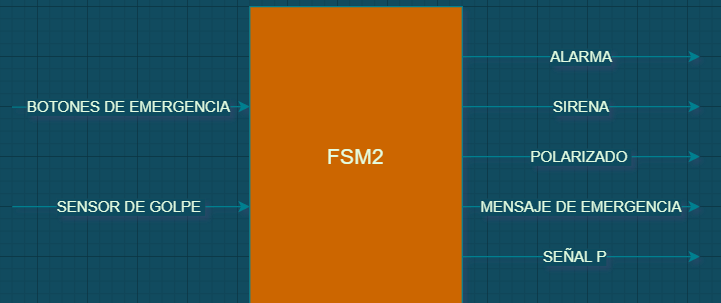 BOTONES DE EMERGENCIA
SENSOR DE GOLPE
FSM2
ALARMA
SIRENA
POLARIZADO
MENSAJE DE EMERGENCIA
SEÑAL P